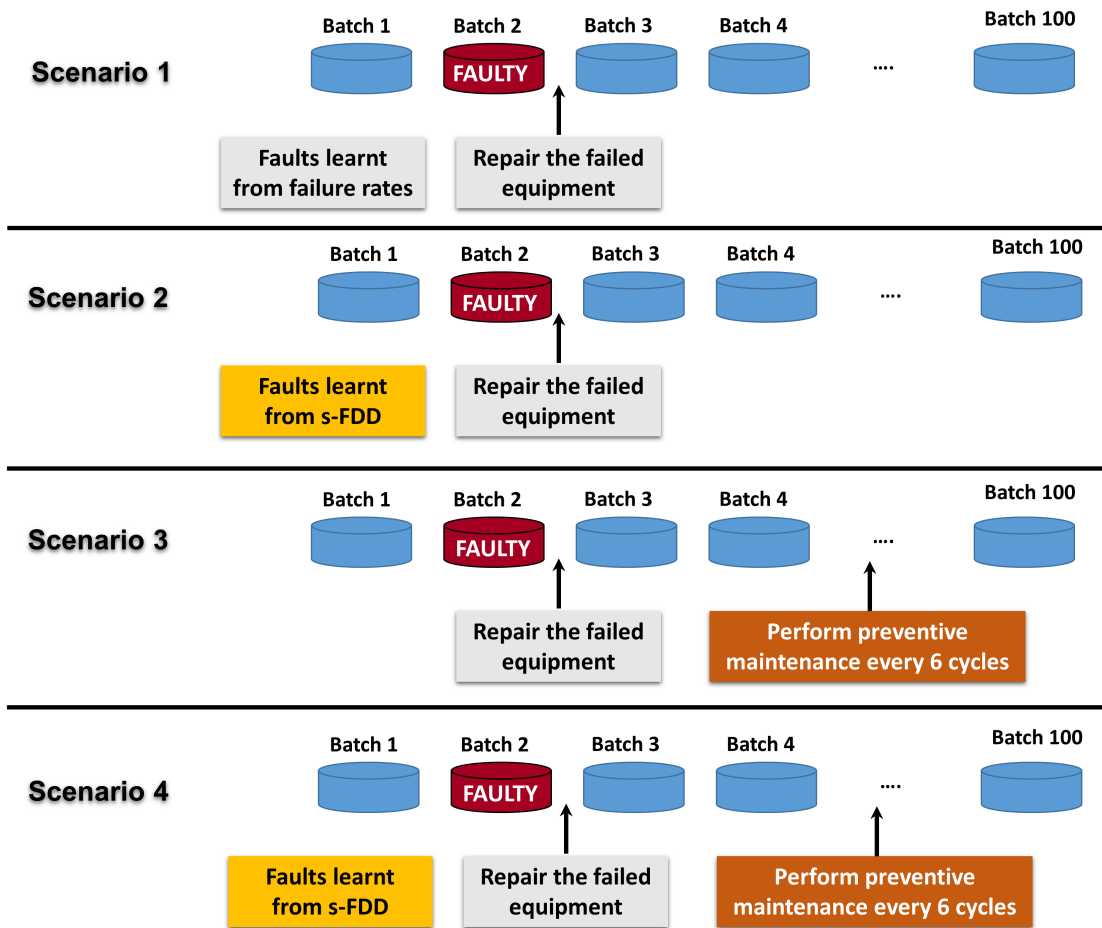 Batch 1
Batch 2
Batch 3
Batch 4
Batch 100
Scenario 1
FAULTY
....
Faults learnt
from failure rates
Repair the failed
equipment
Batch 1
Batch 2
Batch 3
Batch 4
Batch 100
Scenario 2
FAULTY
....
Faults learnt
from s-FDD
Repair the failed
equipment
Batch 1
Batch 2
Batch 3
Batch 4
Batch 100
Scenario 3
FAULTY
....
Repair the failed
equipment
Perform preventive
maintenance every 6 cycles
Batch 1
Batch 2
Batch 3
Batch 4
Batch 100
Scenario 4
FAULTY
....
Faults learnt
from s-FDD
Repair the failed
equipment
Perform preventive
maintenance every 6 cycles